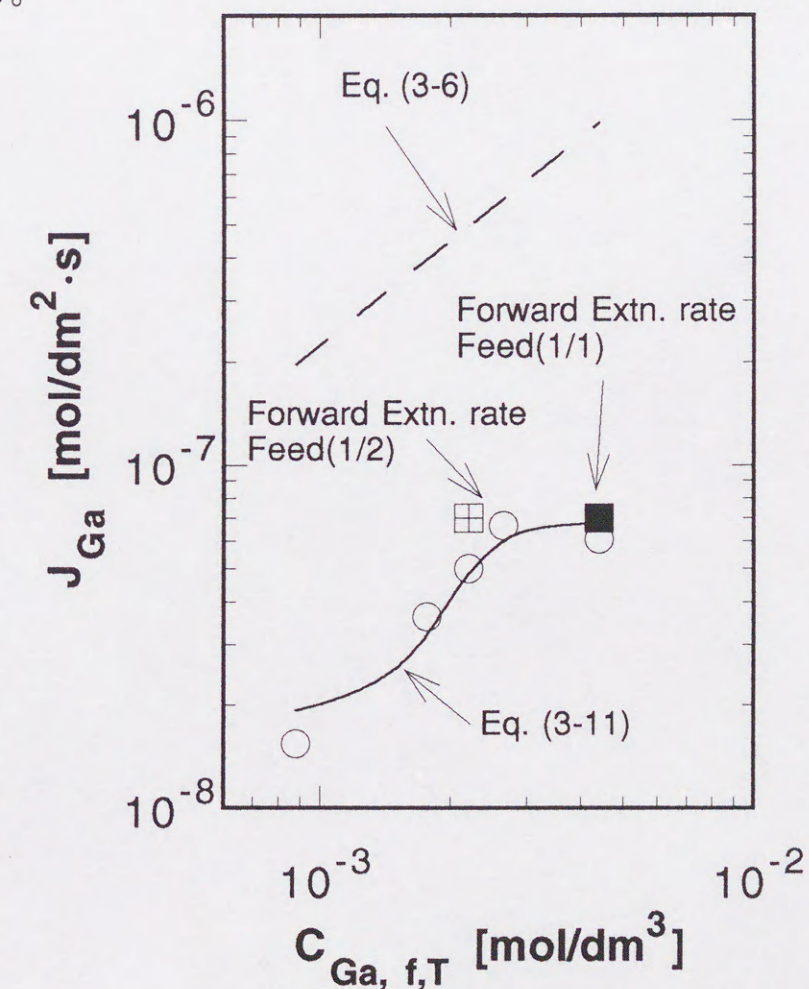 Eq. (3-6)
10^-6
Forward Extn. rate
Feed(1/1)
Forward Extn. rate
Feed(1/2)
10^-7
J_Ga [mol/dm^2·s]
Eq. (3-11)
10^-8
10^-3
10^-2
C_Ga, f,T [mol/dm^3]